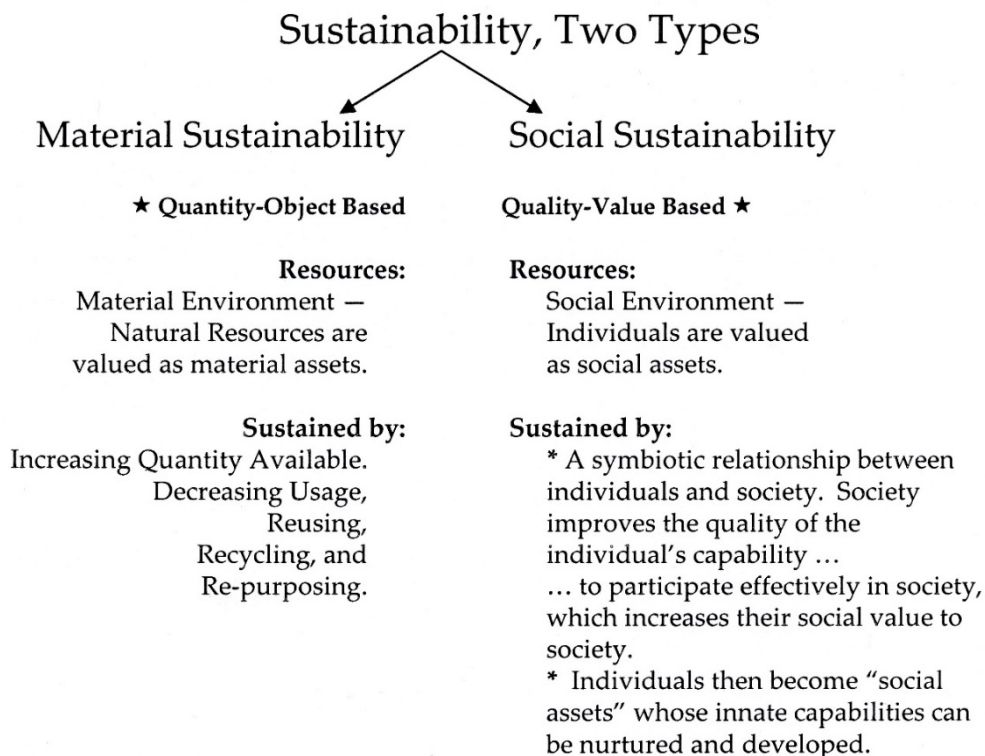 Sustainability, Two Types
Material Sustainability
★ Quantity-Object Based
Resources:
Material Environment —
Natural Resources are
valued as material assets.
Sustained by:
Increasing Quantity Available.
Decreasing Usage,
Reusing,
Recycling, and
Re-purposing.
Social Sustainability
Quality-Value Based ★
Resources:
Social Environment —
Individuals are valued
as social assets.
Sustained by:
* A symbiotic relationship between
individuals and society.  Society
improves the quality of the
individual's capability …
… to participate effectively in society,
which increases their social value to
society.
*  Individuals then become “social
assets” whose innate capabilities can
be nurtured and developed.